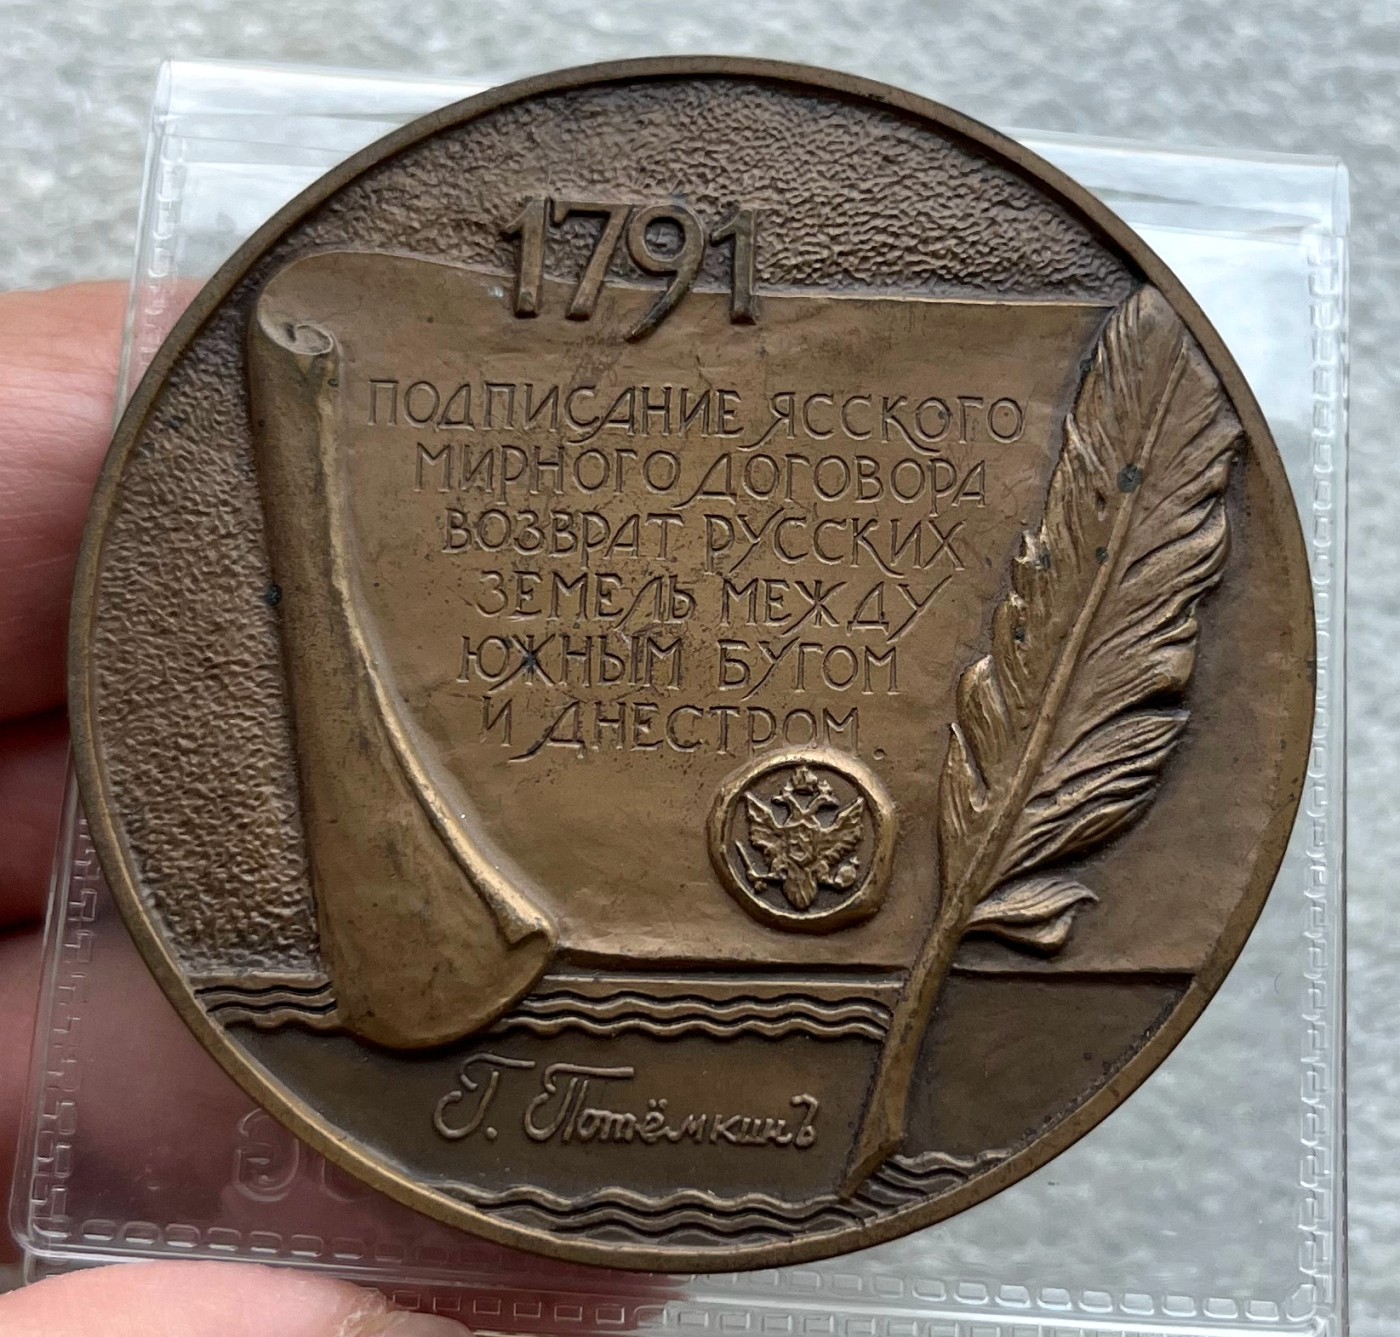 1791
ПОДПИСАНИЕ ЯССКОГО
МИРНОГО ДОГОВОРА
ВОЗВРАТ РУССКИХ
ЗЕМЕЛЬ МЕЖДУ
ЮЖНЫМ БУГОМ
И ДНЕСТРОМ.
Г. Потёмкинъ